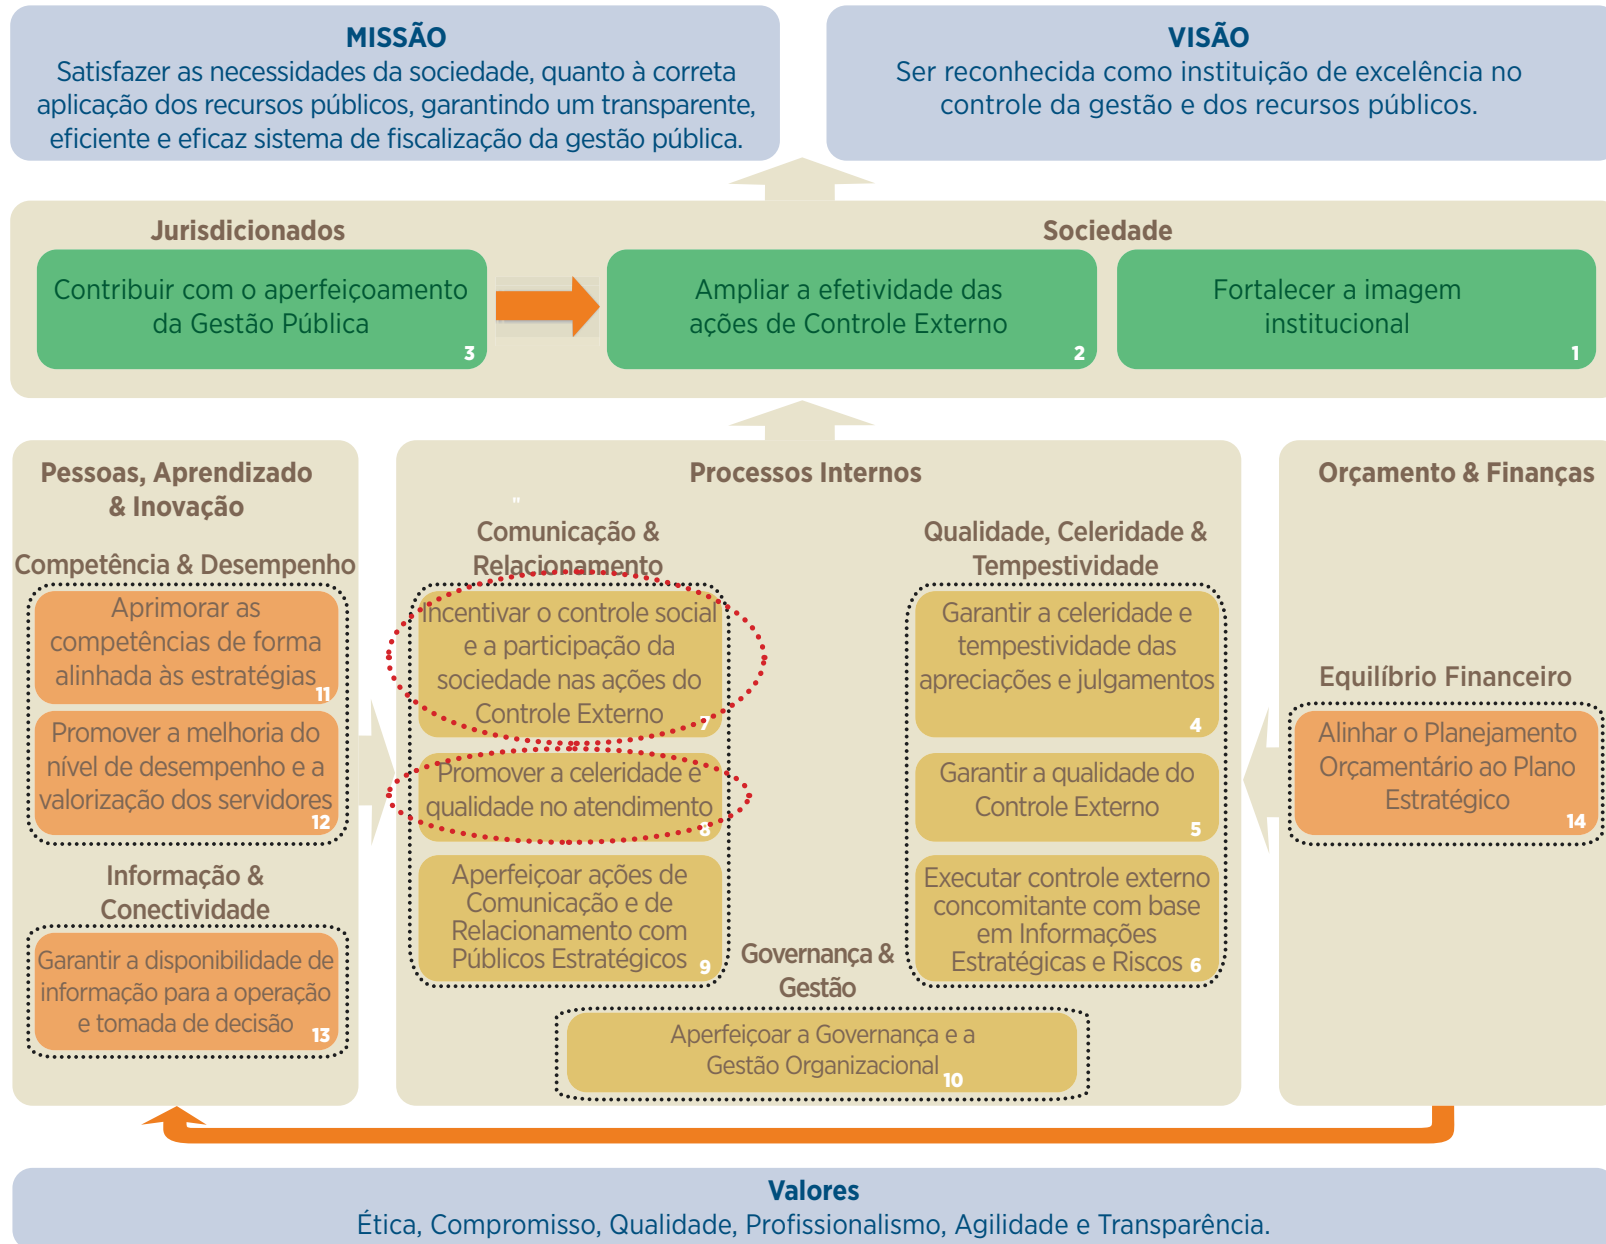 MISSÃO
Satisfazer as necessidades da sociedade, quanto à correta
aplicação dos recursos públicos, garantindo um transparente,
eficiente e eficaz sistema de fiscalização da gestão pública.
VISÃO
Ser reconhecida como instituição de excelência no
controle da gestão e dos recursos públicos.
Jurisdicionados
Contribuir com o aperfeiçoamento
da Gestão Pública
3
Sociedade
Ampliar a efetividade das
ações de Controle Externo
2
Fortalecer a imagem
institucional
1
Pessoas, Aprendizado
& Inovação
Competência & Desempenho
Aprimorar as
competências de forma
alinhada às estratégias
11
Promover a melhoria do
nível de desempenho e a
valorização dos servidores
12
Informação &
Conectividade
Garantir a disponibilidade de
informação para a operação
e tomada de decisão
13
Processos Internos
"
Comunicação &
Relacionamento
Incentivar o controle social
e a participação da
sociedade nas ações do
Controle Externo
7
Promover a celeridade e
qualidade no atendimento
8
Aperfeiçoar ações de
Comunicação e de
Relacionamento com
Públicos Estratégicos
9
Qualidade, Celeridade &
Tempestividade
Garantir a celeridade e
tempestividade das
apreciações e julgamentos
4
Garantir a qualidade do
Controle Externo
5
Executar controle externo
concomitante com base
em Informações
Estratégicas e Riscos
6
Governança &
Gestão
Aperfeiçoar a Governança e a
Gestão Organizacional
10
Orçamento & Finanças
Equilíbrio Financeiro
Alinhar o Planejamento
Orçamentário ao Plano
Estratégico
14
Valores
Ética, Compromisso, Qualidade, Profissionalismo, Agilidade e Transparência.